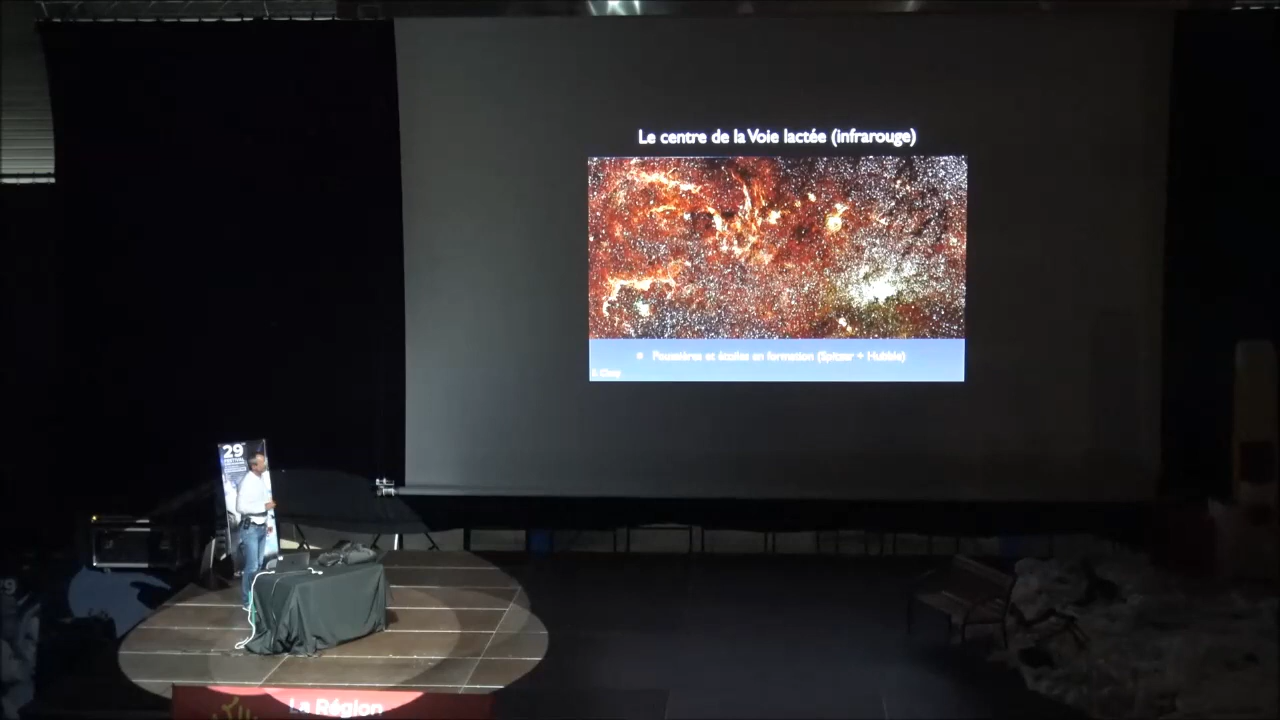 Le centre de la Voie lactée (infrarouge)
Poussières et étoiles en formation (Spitzer + Hubble)
29
La Région